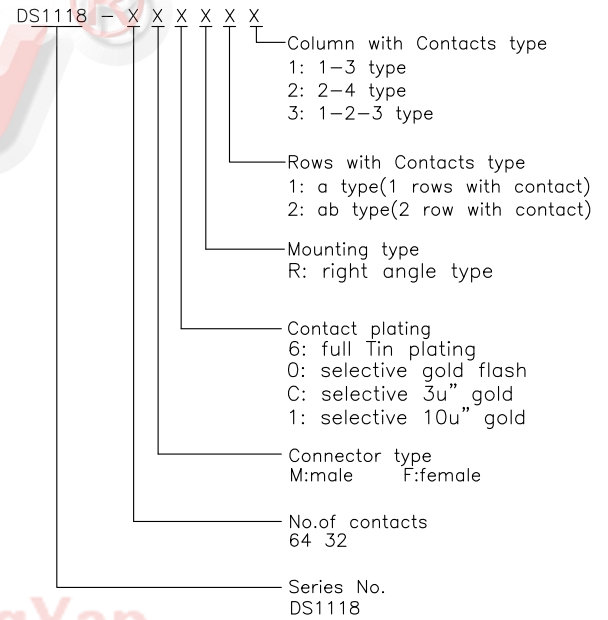 DS1118 - X X X X X X
Column with Contacts type
1: 1-3 type
2: 2-4 type
3: 1-2-3 type
Rows with Contacts type
1: a type(1 rows with contact)
2: ab type(2 row with contact)
Mounting type
R: right angle type
Contact plating
6: full Tin plating
0: selective gold flash
C: selective 3u" gold
1: selective 10u" gold
Connector type
M:male F:female
No.of contacts
64 32
Series No.
DS1118